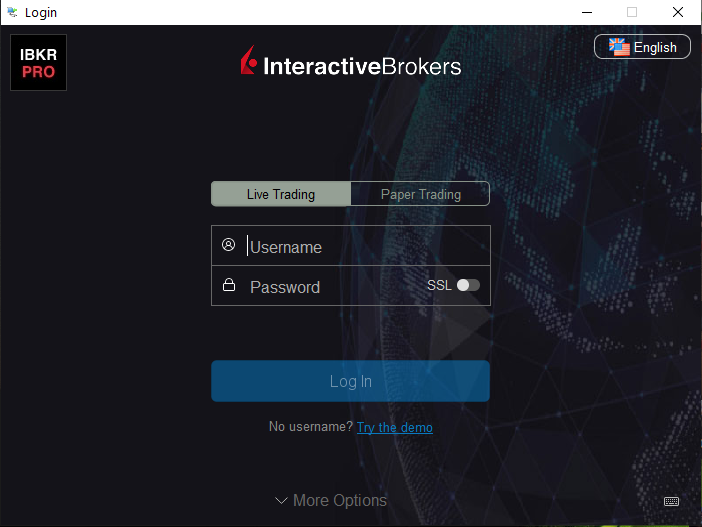 Login
IBKR
PRO
InteractiveBrokers
English
Live Trading
Paper Trading
Username
Password
SSL
Log In
No username? Try the demo
More Options